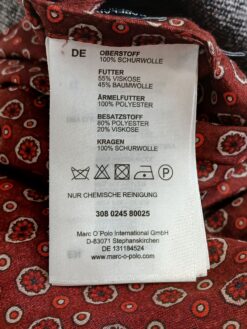 DE OBERSTOFF
100% SCHURWOLLE
FUTTER
55% VISKOSE
45% BAUMWOLLE
ÄRMELFUTTER
100% POLYESTER
BESATZSTOFF
80% POLYESTER
20% VISKOSE
KRAGEN
100% SCHURWOLLE
NUR CHEMISCHE REINIGUNG
308 0245 80025
Marc O´Polo International GmbH
D-83071 Stephanskirchen
DE 131184524
www.marc-o-polo.com